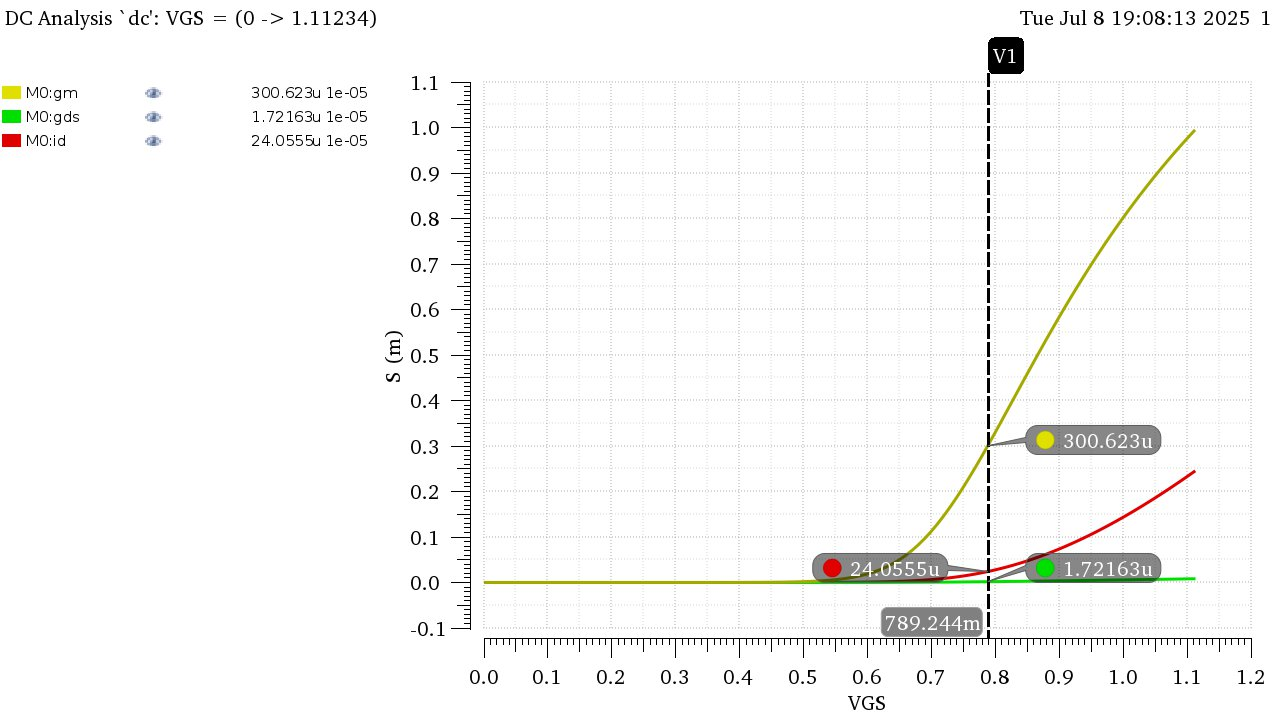 DC Analysis `dc': VGS = (0 -> 1.11234)
Tue Jul 8 19:08:13 2025 1
V1
M0:gm 300.623u 1e-05
M0:gds 1.72163u 1e-05
M0:id 24.0555u 1e-05
1.1
1.0
0.9
0.8
0.7
0.6
0.5
0.4
0.3
0.2
0.1
0.0
-0.1
S (m)
300.623u
24.0555u
1.72163u
789.244m
0.0 0.1 0.2 0.3 0.4 0.5 0.6 0.7 0.8 0.9 1.0 1.1 1.2
VGS